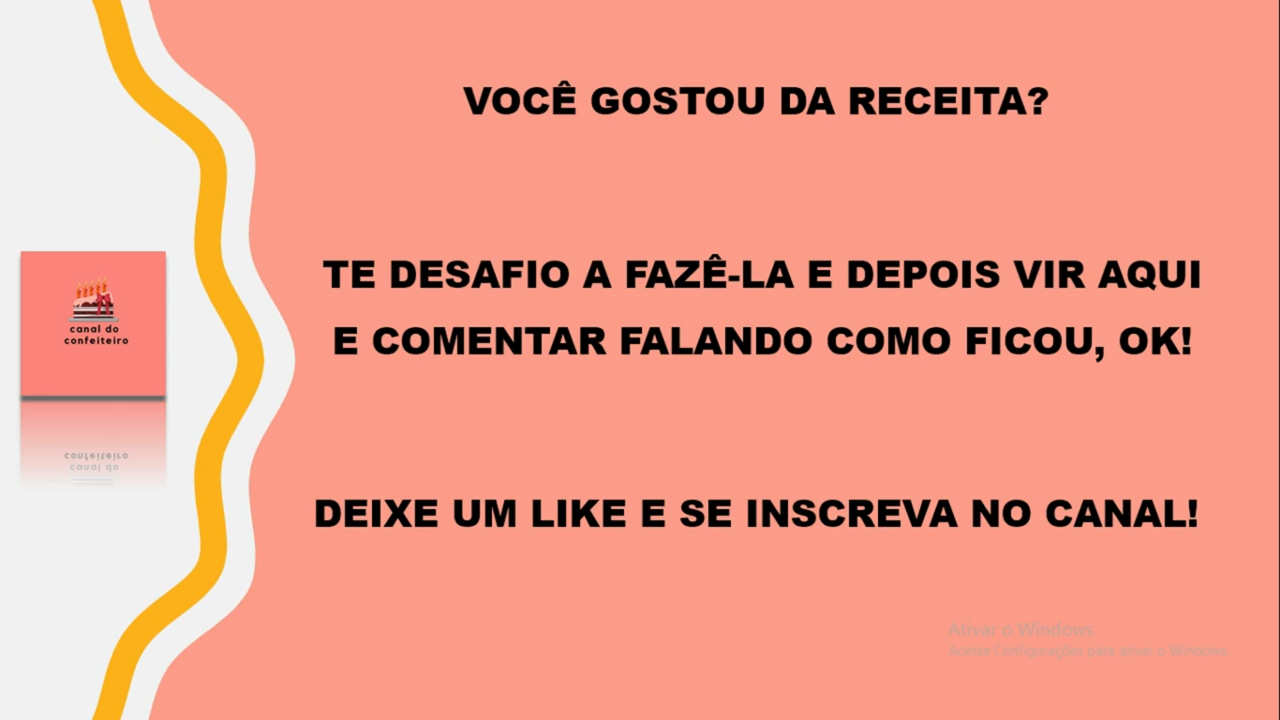 VOCÊ GOSTOU DA RECEITA?
TE DESAFIO A FAZÊ-LA E DEPOIS VIR AQUI
E COMENTAR FALANDO COMO FICOU, OK!
DEIXE UM LIKE E SE INSCREVA NO CANAL!
canal do
confeiteiro
Ativar o Windows
Acesse Configurações para ativar o Windows.